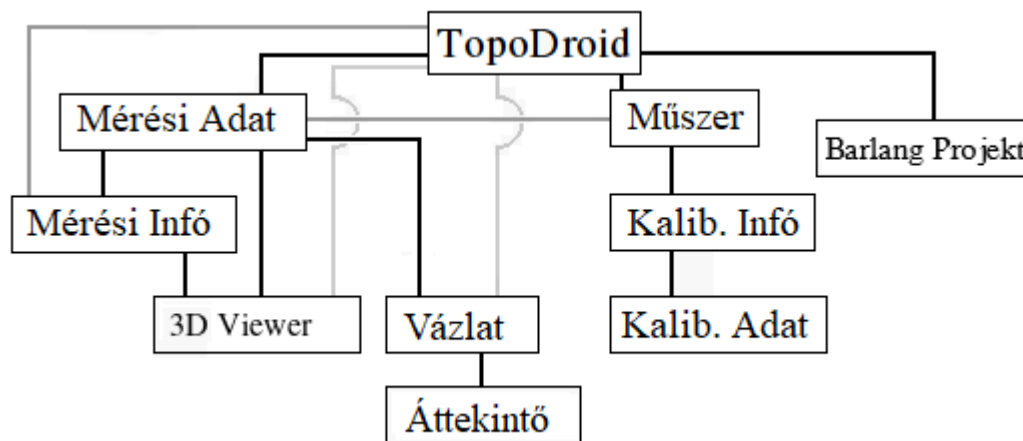 TopoDroid
Mérési Adat
Műszer
Barlang Projekt
Mérési Infó
Kalib. Infó
3D Viewer
Vázlat
Kalib. Adat
Áttekintő